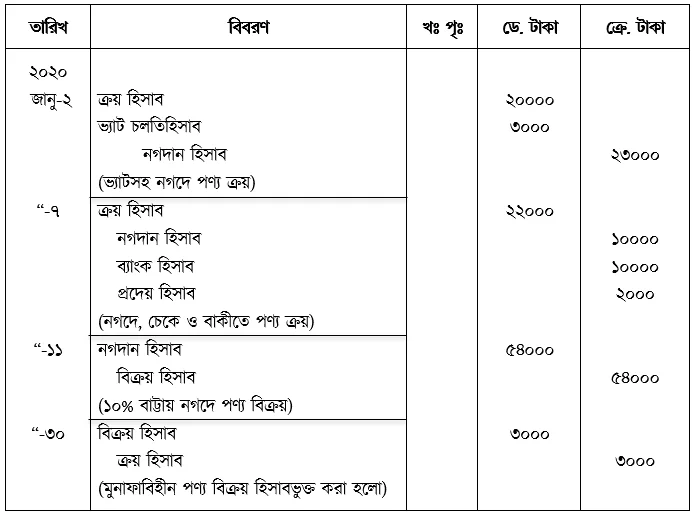 তারিখ বিবরণ খঃ পৃঃ ডে. টাকা ক্রে. টাকা
২০২০
জানু-২ ক্রয় হিসাব ২০০০০
ভ্যাট চলতিহিসাব ৩০০০
নগদান হিসাব ২৩০০০
(ভ্যাটসহ নগদে পণ্য ক্রয়)
“-৭ ক্রয় হিসাব ২২০০০
নগদান হিসাব ১০০০০
ব্যাংক হিসাব ১০০০০
প্রদেয় হিসাব ২০০০
(নগদে, চেকে ও বাকীতে পণ্য ক্রয়)
“-১১ নগদান হিসাব ৫৪০০০
বিক্রয় হিসাব ৫৪০০০
(১০% বাট্টায় নগদে পণ্য বিক্রয়)
“-৩০ বিক্রয় হিসাব ৩০০০
ক্রয় হিসাব ৩০০০
(মুনাফাবিহীন পণ্য বিক্রয় হিসাবভুক্ত করা হলো)